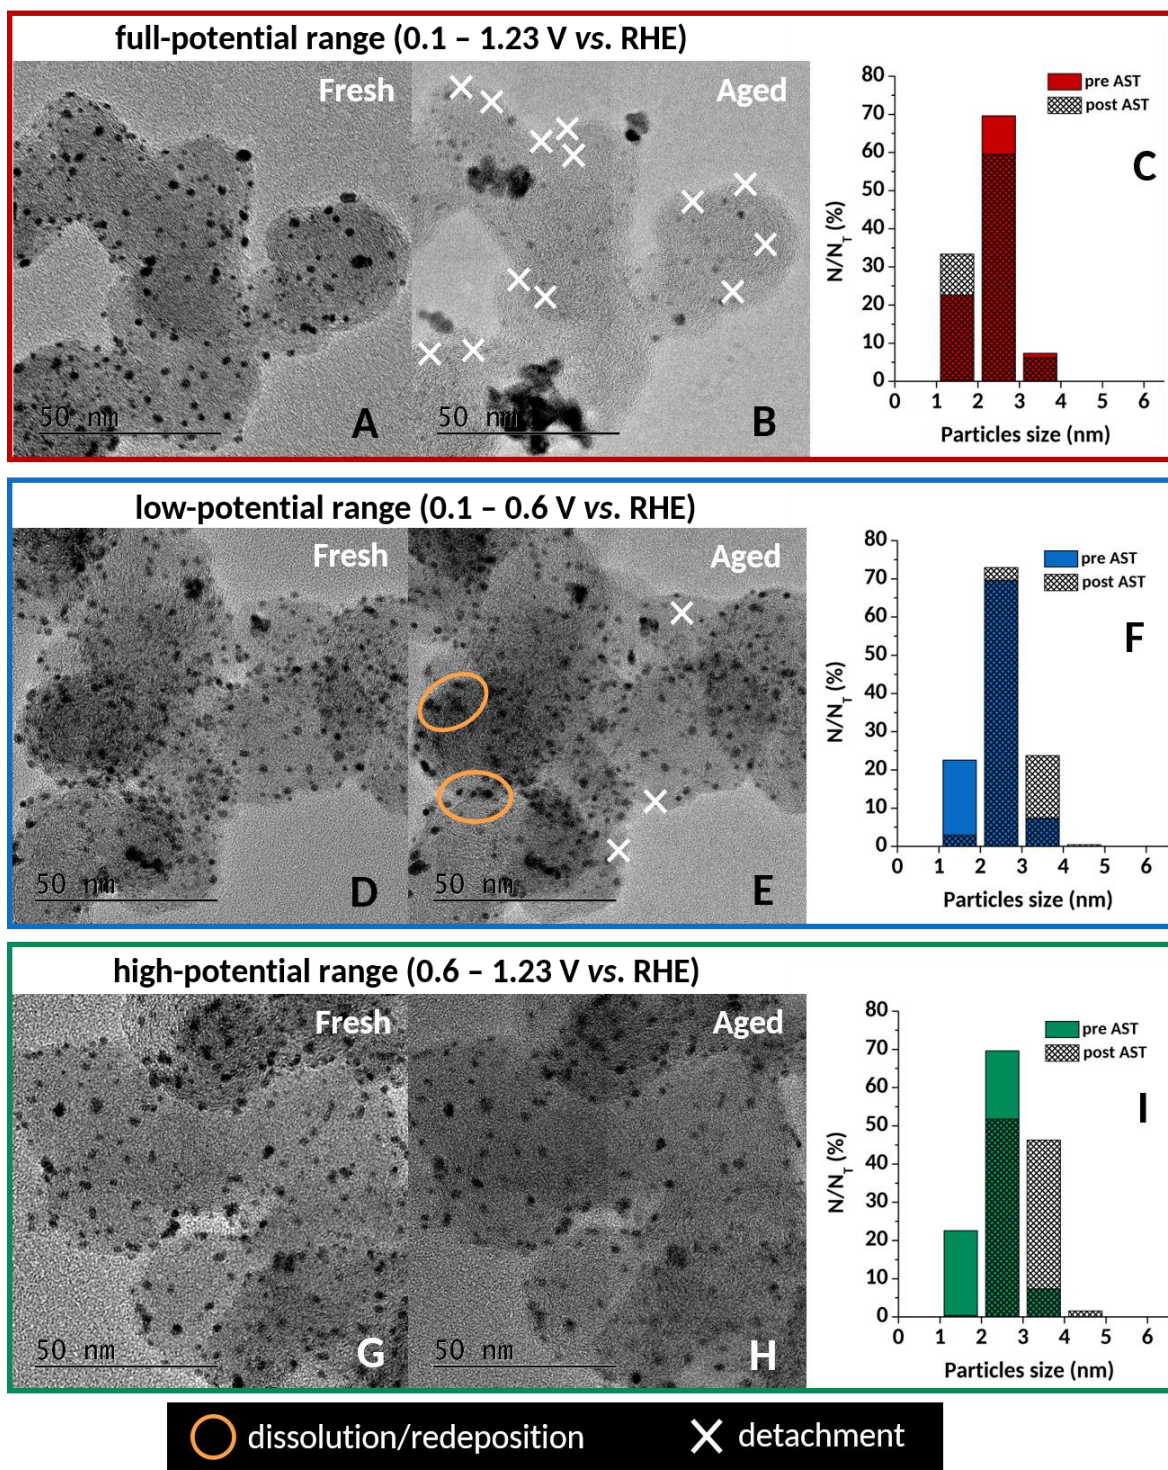 full-potential range (0.1 – 1.23 V vs. RHE)
Fresh
50 nm
A
Aged
50 nm
B
80
70
60
50
40
30
20
10
0
N/N_T (%)
pre AST
post AST
C
0 1 2 3 4 5 6
Particles size (nm)
low-potential range (0.1 – 0.6 V vs. RHE)
Fresh
50 nm
D
Aged
50 nm
E
80
70
60
50
40
30
20
10
0
N/N_T (%)
pre AST
post AST
F
0 1 2 3 4 5 6
Particles size (nm)
high-potential range (0.6 – 1.23 V vs. RHE)
Fresh
50 nm
G
Aged
50 nm
H
80
70
60
50
40
30
20
10
0
N/N_T (%)
pre AST
post AST
I
0 1 2 3 4 5 6
Particles size (nm)
dissolution/redeposition
detachment